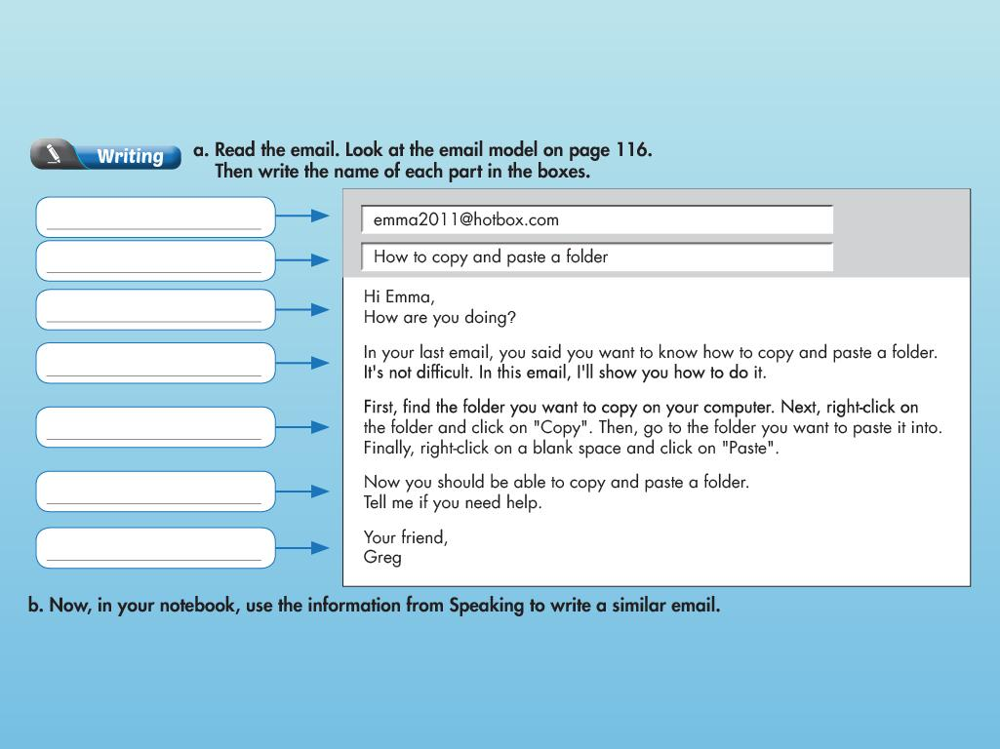 Writing
a. Read the email. Look at the email model on page 116.
Then write the name of each part in the boxes.
emma2011@hotbox.com
How to copy and paste a folder
Hi Emma,
How are you doing?
In your last email, you said you want to know how to copy and paste a folder.
It's not difficult. In this email, I'll show you how to do it.
First, find the folder you want to copy on your computer. Next, right-click on
the folder and click on "Copy". Then, go to the folder you want to paste it into.
Finally, right-click on a blank space and click on "Paste".
Now you should be able to copy and paste a folder.
Tell me if you need help.
Your friend,
Greg
b. Now, in your notebook, use the information from Speaking to write a similar email.